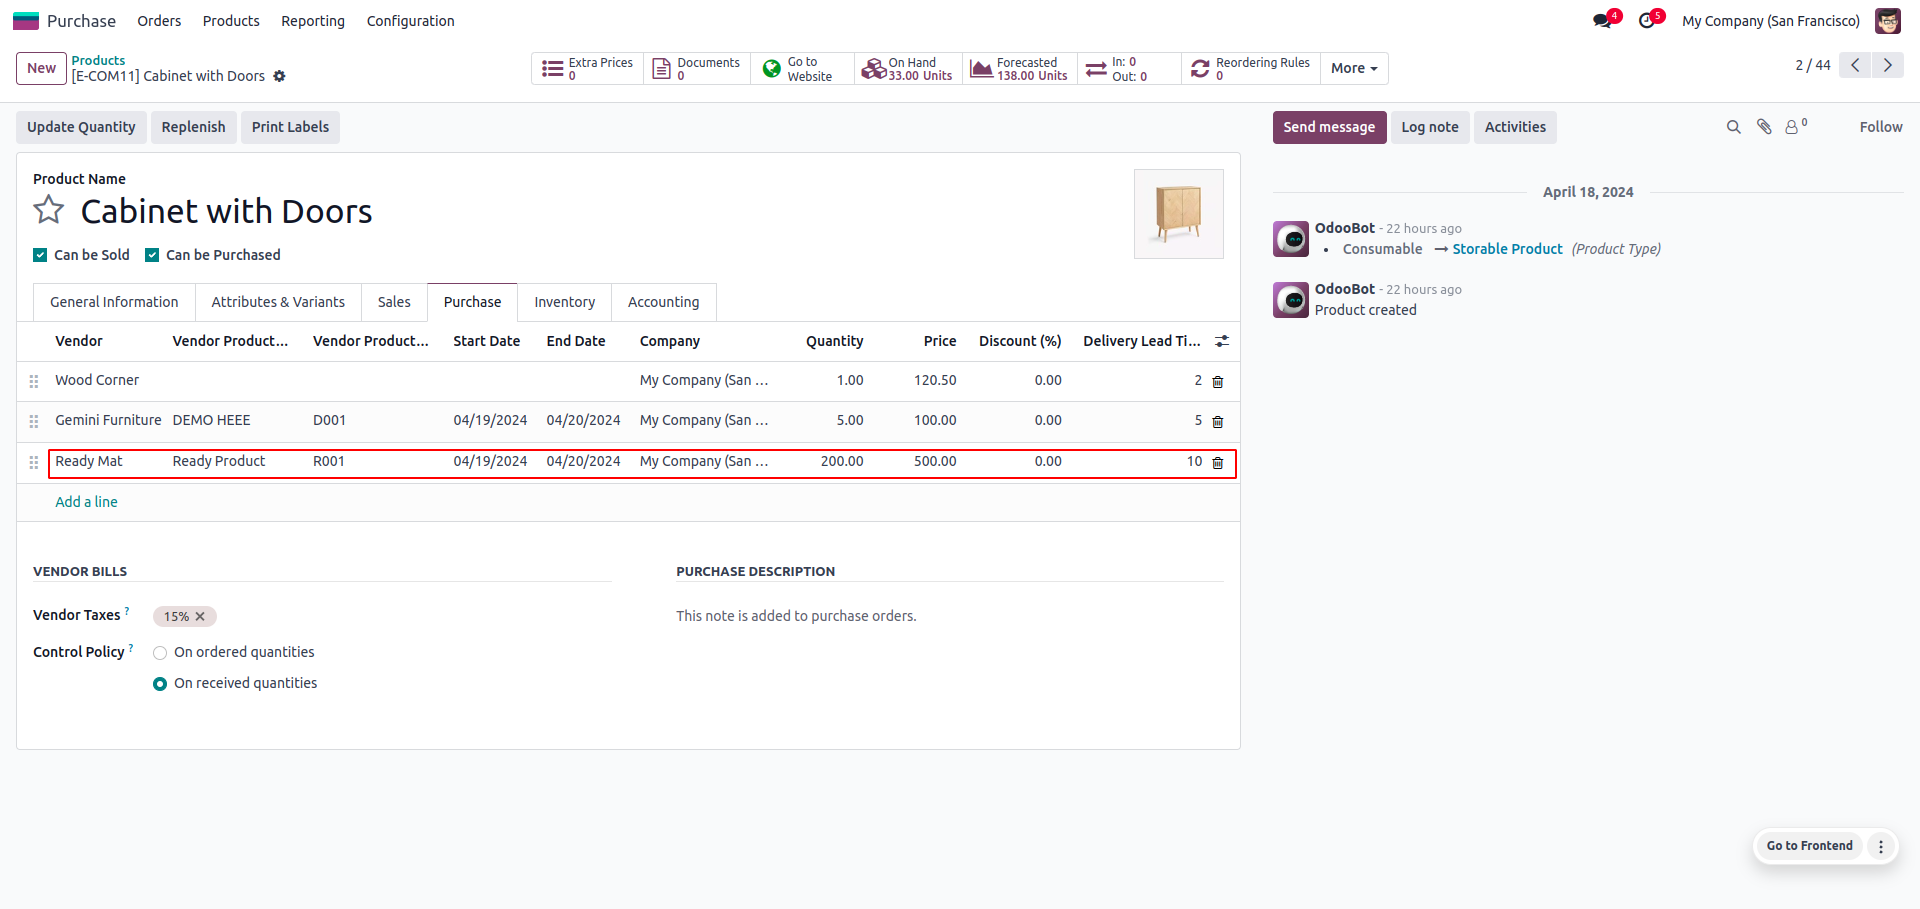 Purchase Orders Products Reporting Configuration 4 5 My Company (San Francisco)
New Products
[E-COM11] Cabinet with Doors
Extra Prices 0
Documents 0
Go to Website
On Hand 33.00 Units
Forecasted 138.00 Units
In: 0
Out: 0
Reordering Rules 0
More
2 / 44
Update Quantity Replenish Print Labels
Send message Log note Activities 0 Follow
Product Name
Cabinet with Doors
Can be Sold Can be Purchased
General Information Attributes & Variants Sales Purchase Inventory Accounting
Vendor Vendor Product... Vendor Product... Start Date End Date Company Quantity Price Discount (%) Delivery Lead Ti...
Wood Corner My Company (San ... 1.00 120.50 0.00 2
Gemini Furniture DEMO HEEE D001 04/19/2024 04/20/2024 My Company (San ... 5.00 100.00 0.00 5
Ready Mat Ready Product R001 04/19/2024 04/20/2024 My Company (San ... 200.00 500.00 0.00 10
Add a line
VENDOR BILLS
Vendor Taxes ? 15%
Control Policy ? On ordered quantities
On received quantities
PURCHASE DESCRIPTION
This note is added to purchase orders.
April 18, 2024
OdooBot - 22 hours ago
• Consumable → Storable Product (Product Type)
OdooBot - 22 hours ago
Product created
Go to Frontend